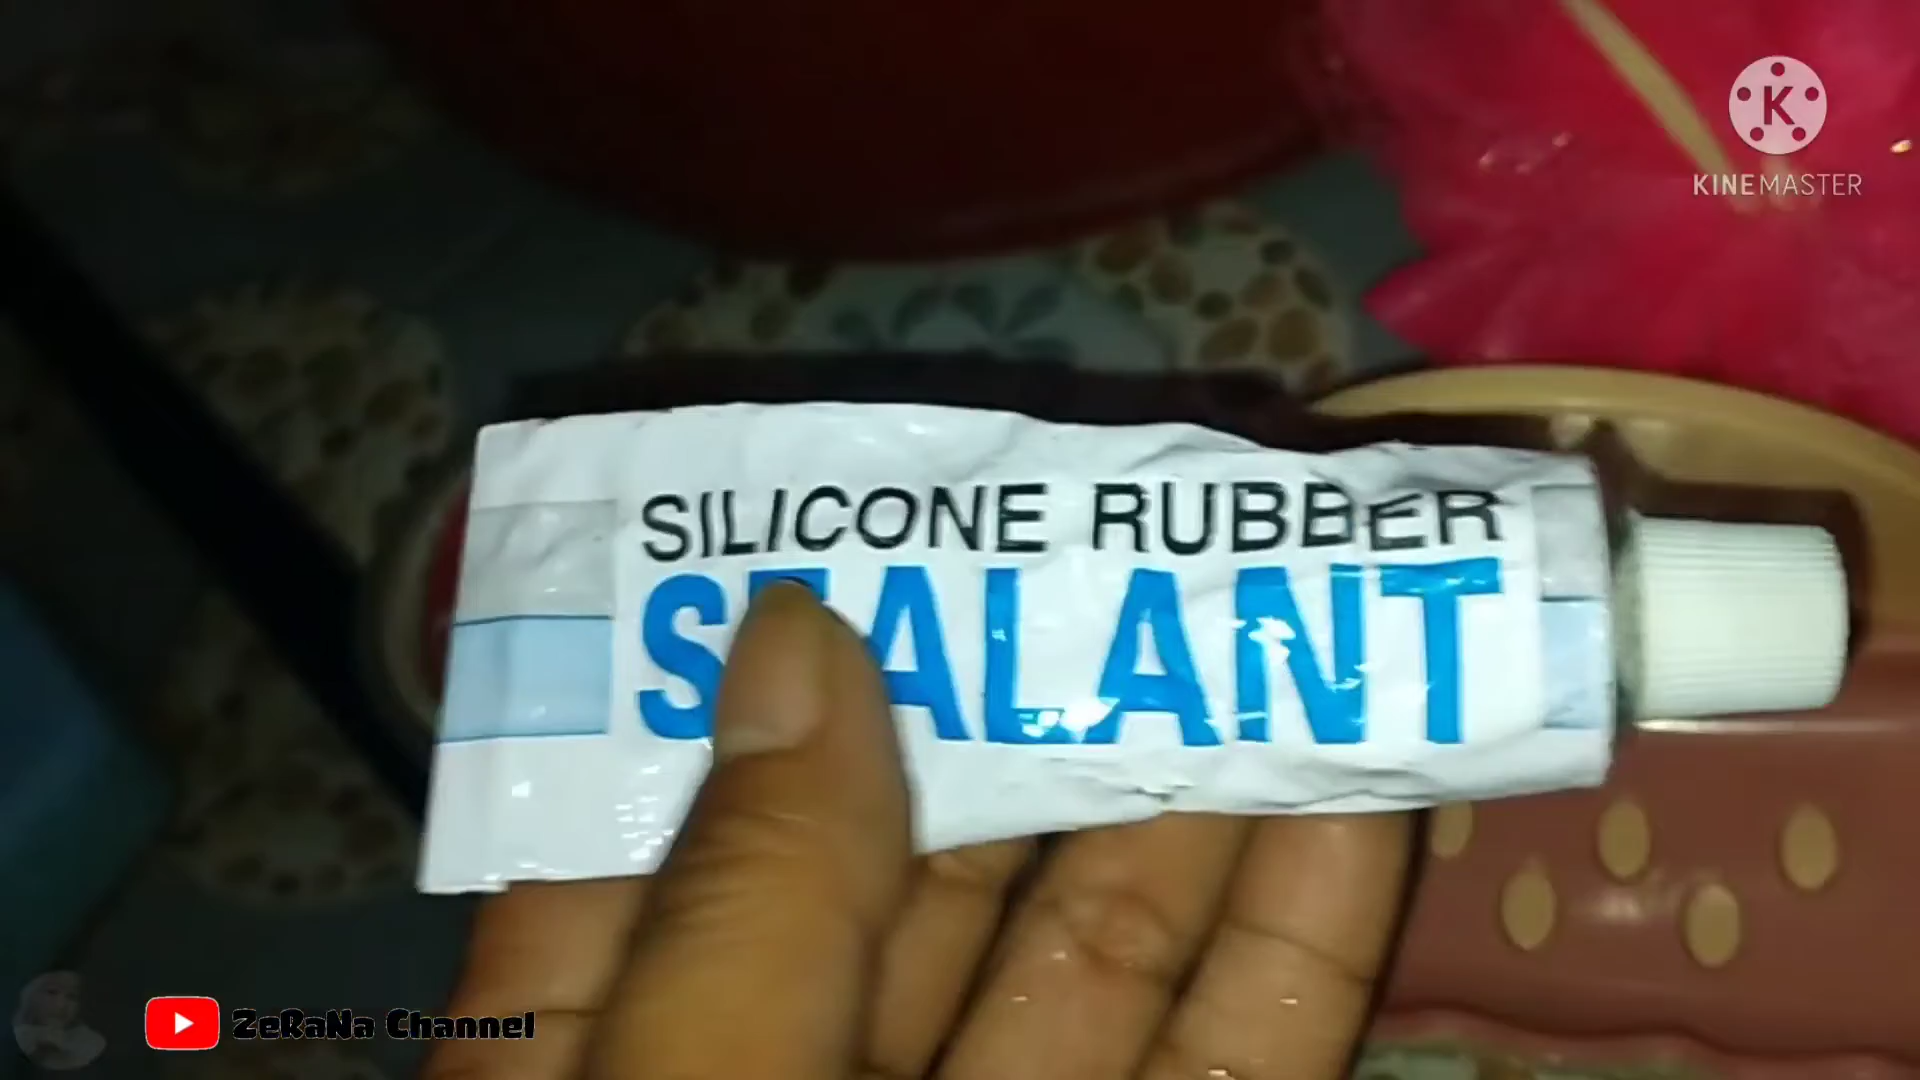 K
KINEMASTER
SILICONE RUBBER
SEALANT
ZeRaNa Channel